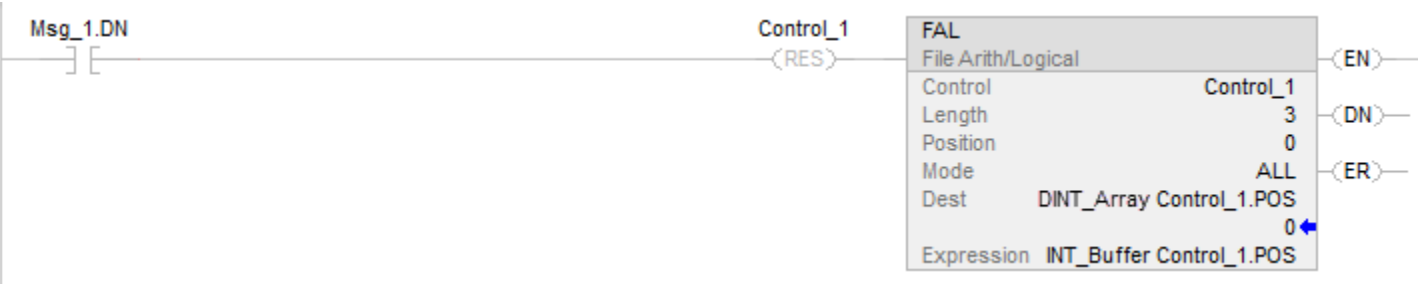 Msg_1.DN
Control_1
RES
FAL
File Arith/Logical
EN
Control Control_1
Length 3
DN
Position 0
Mode ALL
ER
Dest DINT_Array Control_1.POS
0
Expression INT_Buffer Control_1.POS